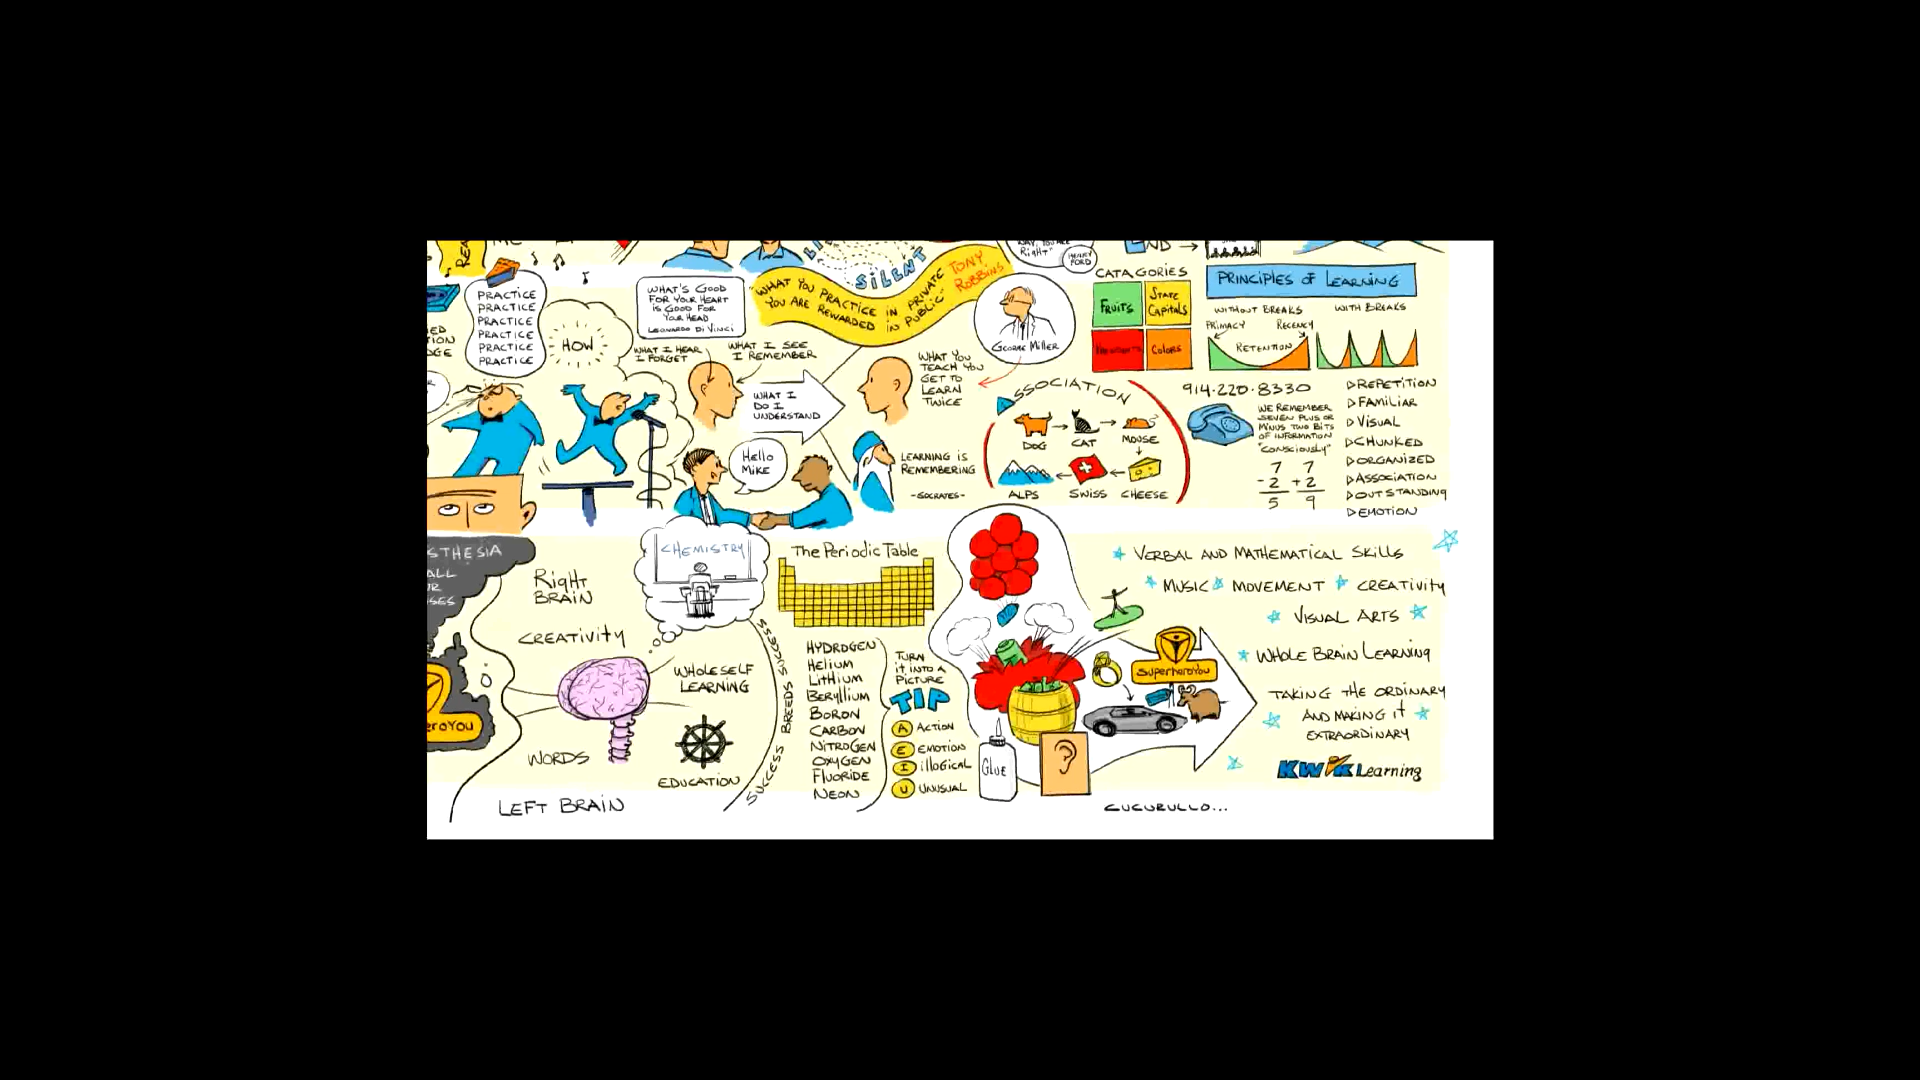 SILENT
Right"
HENRY
FORD
ND
WHAT YOU PRACTICE IN PRIVATE
YOU ARE REWARDED IN PUBLIC"
TONY
ROBBINS
PRACTICE
PRACTICE
PRACTICE
PRACTICE
PRACTICE
PRACTICE
HOW
WHAT'S GOOD
FOR YOUR HEART
IS GOOD FOR
YOUR HEAD
LEONARDO DI VINCI
WHAT I HEAR
I FORGET
WHAT I SEE
I REMEMBER
WHAT I
DO I
UNDERSTAND
WHAT YOU
TEACH YOU
GET TO
LEARN
TWICE
George Miller
Hello
Mike
LEARNING IS
REMEMBERING
-SOCRATES-
CATAGORIES
FRUITS
STATE
CAPITALS
COLORS
SSOCIATION
DOG
CAT
MOUSE
ALPS
SWISS
CHEESE
PRINCIPLES OF LEARNING
WITHOUT BREAKS
WITH BREAKS
PRIMACY
RECENCY
RETENTION
914·220·8330
WE REMEMBER
SEVEN PLUS OR
MINUS TWO BITS
OF INFORMATION
"CONSCIOUSLY"
7 7
-2 +2
5 9
REPETITION
FAMILIAR
VISUAL
CHUNKED
ORGANIZED
ASSOCIATION
OUTSTANDING
EMOTION
STHESIA
ALL
OR
SES
eroYou
Right
BRAIN
CREATIVITY
WORDS
LEFT BRAIN
WHOLESELF
LEARNING
EDUCATION
CHEMISTRY
SUCCESS BREEDS SUCCESS
The Periodic Table
HYDROGEN
HELIUM
LITHIUM
BERYLLIUM
BORON
CARBON
NITROGEN
OXYGEN
FLUORIDE
NEON
TURN
IT INTO A
PICTURE
TIP
A ACTION
E EMOTION
I illOGICAL
U UNUSUAL
GLUE
SuperheroYou
VERBAL AND MATHEMATICAL SKILLS
MUSIC MOVEMENT CREATIVITY
VISUAL ARTS
WHOLE BRAIN LEARNING
TAKING THE ORDINARY
AND MAKING IT
EXTRAORDINARY
KWIK Learning
CUCURULLO...